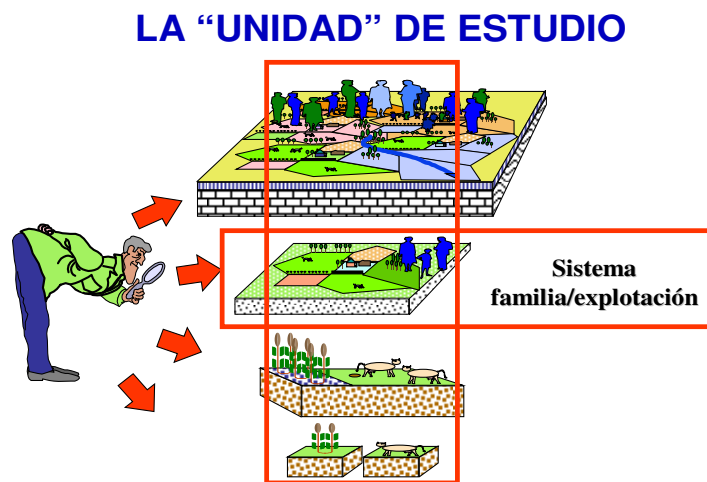 LA “UNIDAD” DE ESTUDIO
Sistema
familia/explotación